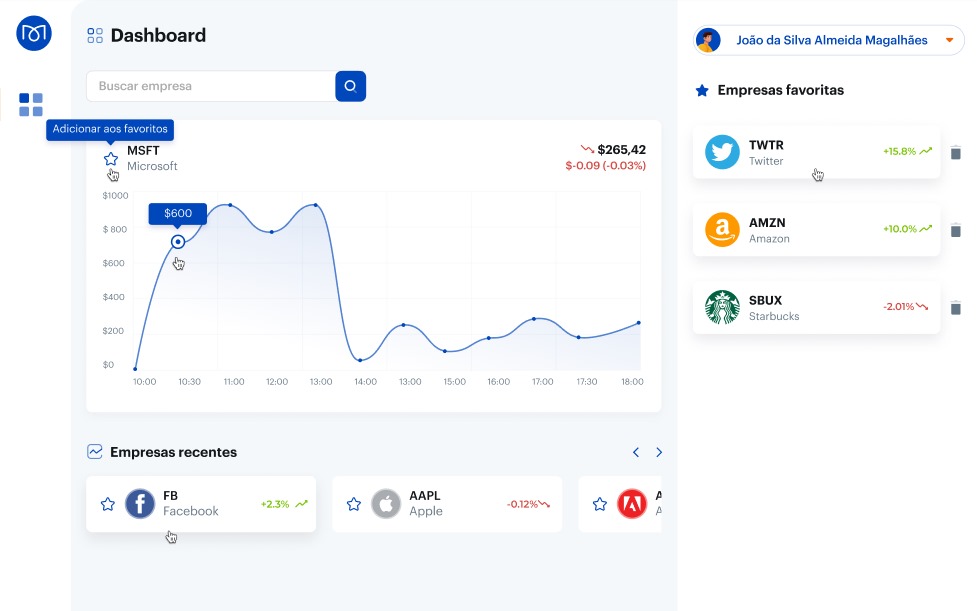 Dashboard
Buscar empresa
Adicionar aos favoritos
MSFT
Microsoft
$265,42
$-0.09 (-0.03%)
$1000
$ 800
$600
$400
$200
$0
$600
10:00 10:30 11:00 12:00 13:00 14:00 13:00 15:00 16:00 17:00 17:30 18:00
Empresas recentes
FB
Facebook
+2.3%
AAPL
Apple
-0.12%
A
A
João da Silva Almeida Magalhães
Empresas favoritas
TWTR
Twitter
+15.8%
AMZN
Amazon
+10.0%
SBUX
Starbucks
-2.01%